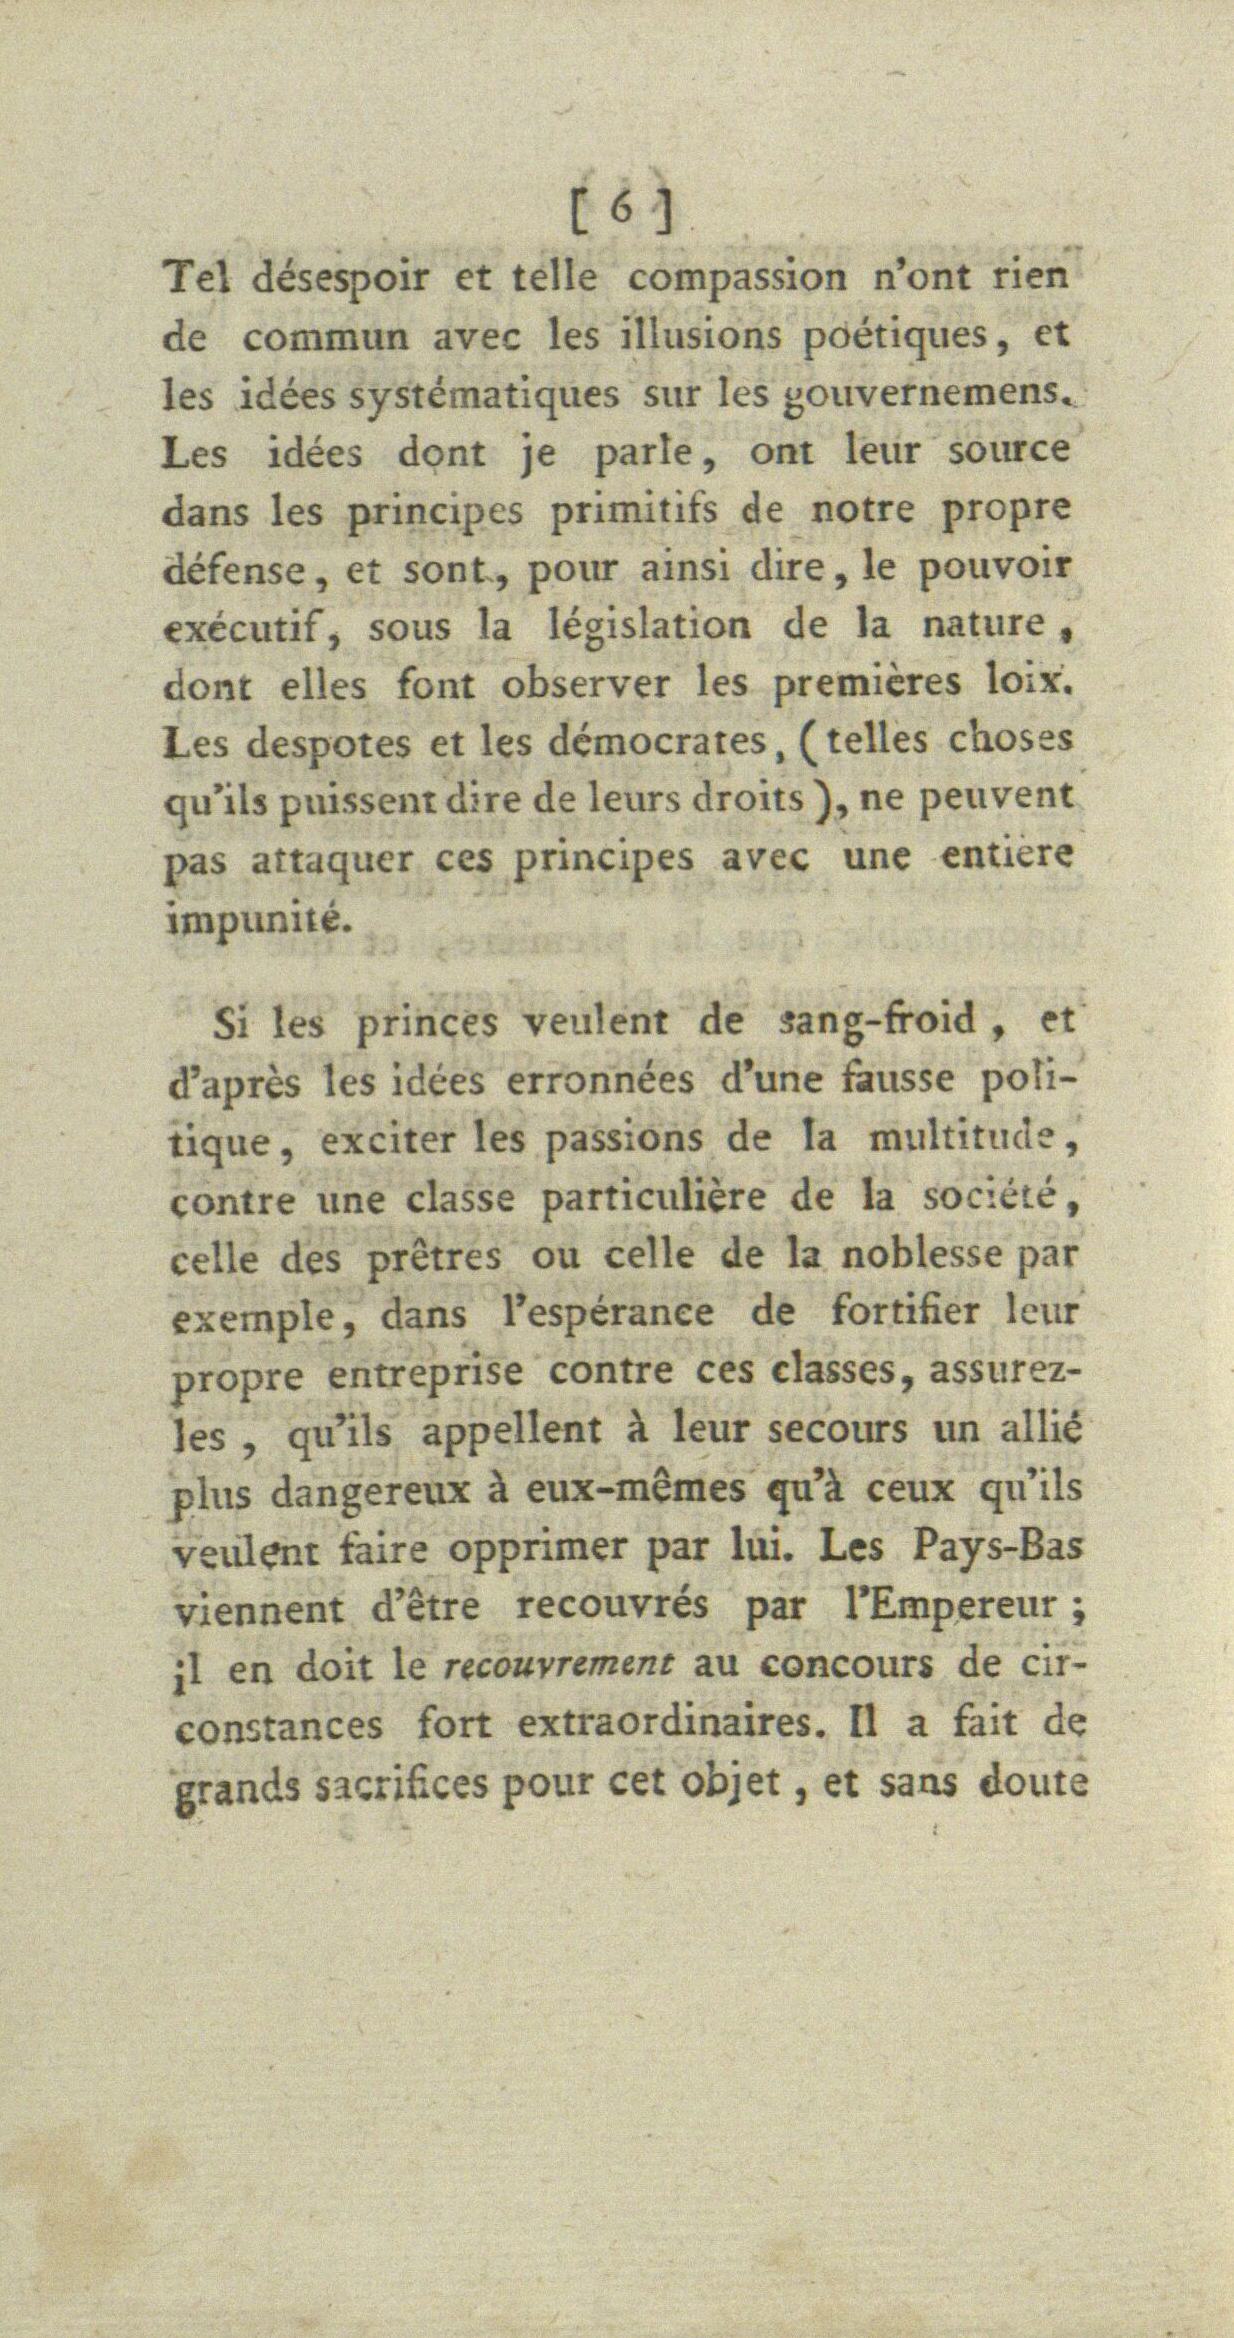 [ 6 ]
Tel désespoir et telle compassion n'ont rien
de commun avec les illusions poétiques, et
les idées systématiques sur les gouvernemens.
Les idées dont je parle, ont leur source
dans les principes primitifs de notre propre
défense, et sont, pour ainsi dire, le pouvoir
exécutif, sous la législation de la nature,
dont elles font observer les premières loix.
Les despotes et les démocrates, (telles choses
qu'ils puissent dire de leurs droits), ne peuvent
pas attaquer ces principes avec une entière
impunité.
Si les princes veulent de sang-froid, et
d'après les idées erronnées d'une fausse poli-
tique, exciter les passions de la multitude,
contre une classe particulière de la société,
celle des prêtres ou celle de la noblesse par
exemple, dans l'espérance de fortifier leur
propre entreprise contre ces classes, assurez-
les, qu'ils appellent à leur secours un allié
plus dangereux à eux-mêmes qu'à ceux qu'ils
veulent faire opprimer par lui. Les Pays-Bas
viennent d'être recouvrés par l'Empereur ;
il en doit le recouvrement au concours de cir-
constances fort extraordinaires. Il a fait de
grands sacrifices pour cet objet, et sans doute